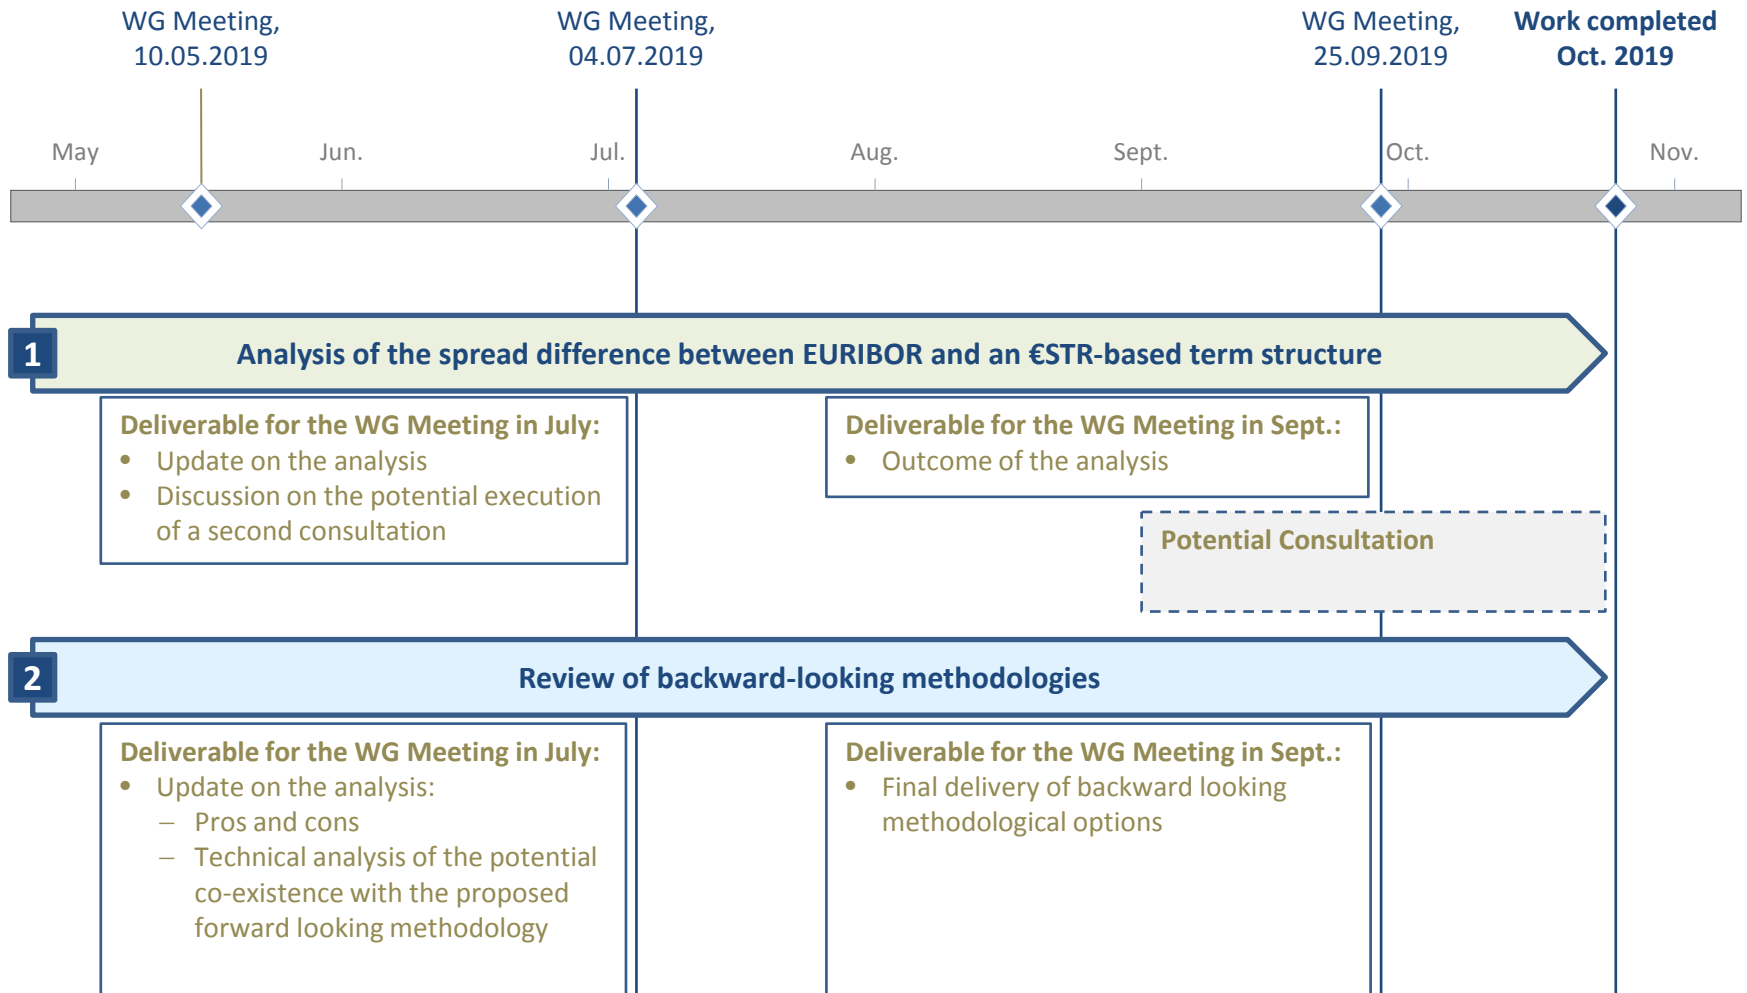 WG Meeting,
10.05.2019
WG Meeting,
04.07.2019
WG Meeting,
25.09.2019
Work completed
Oct. 2019
May
Jun.
Jul.
Aug.
Sept.
Oct.
Nov.
1
Analysis of the spread difference between EURIBOR and an €STR-based term structure
Deliverable for the WG Meeting in July:
• Update on the analysis
• Discussion on the potential execution
of a second consultation
Deliverable for the WG Meeting in Sept.:
• Outcome of the analysis
Potential Consultation
2
Review of backward-looking methodologies
Deliverable for the WG Meeting in July:
• Update on the analysis:
– Pros and cons
– Technical analysis of the potential
co-existence with the proposed
forward looking methodology
Deliverable for the WG Meeting in Sept.:
• Final delivery of backward looking
methodological options